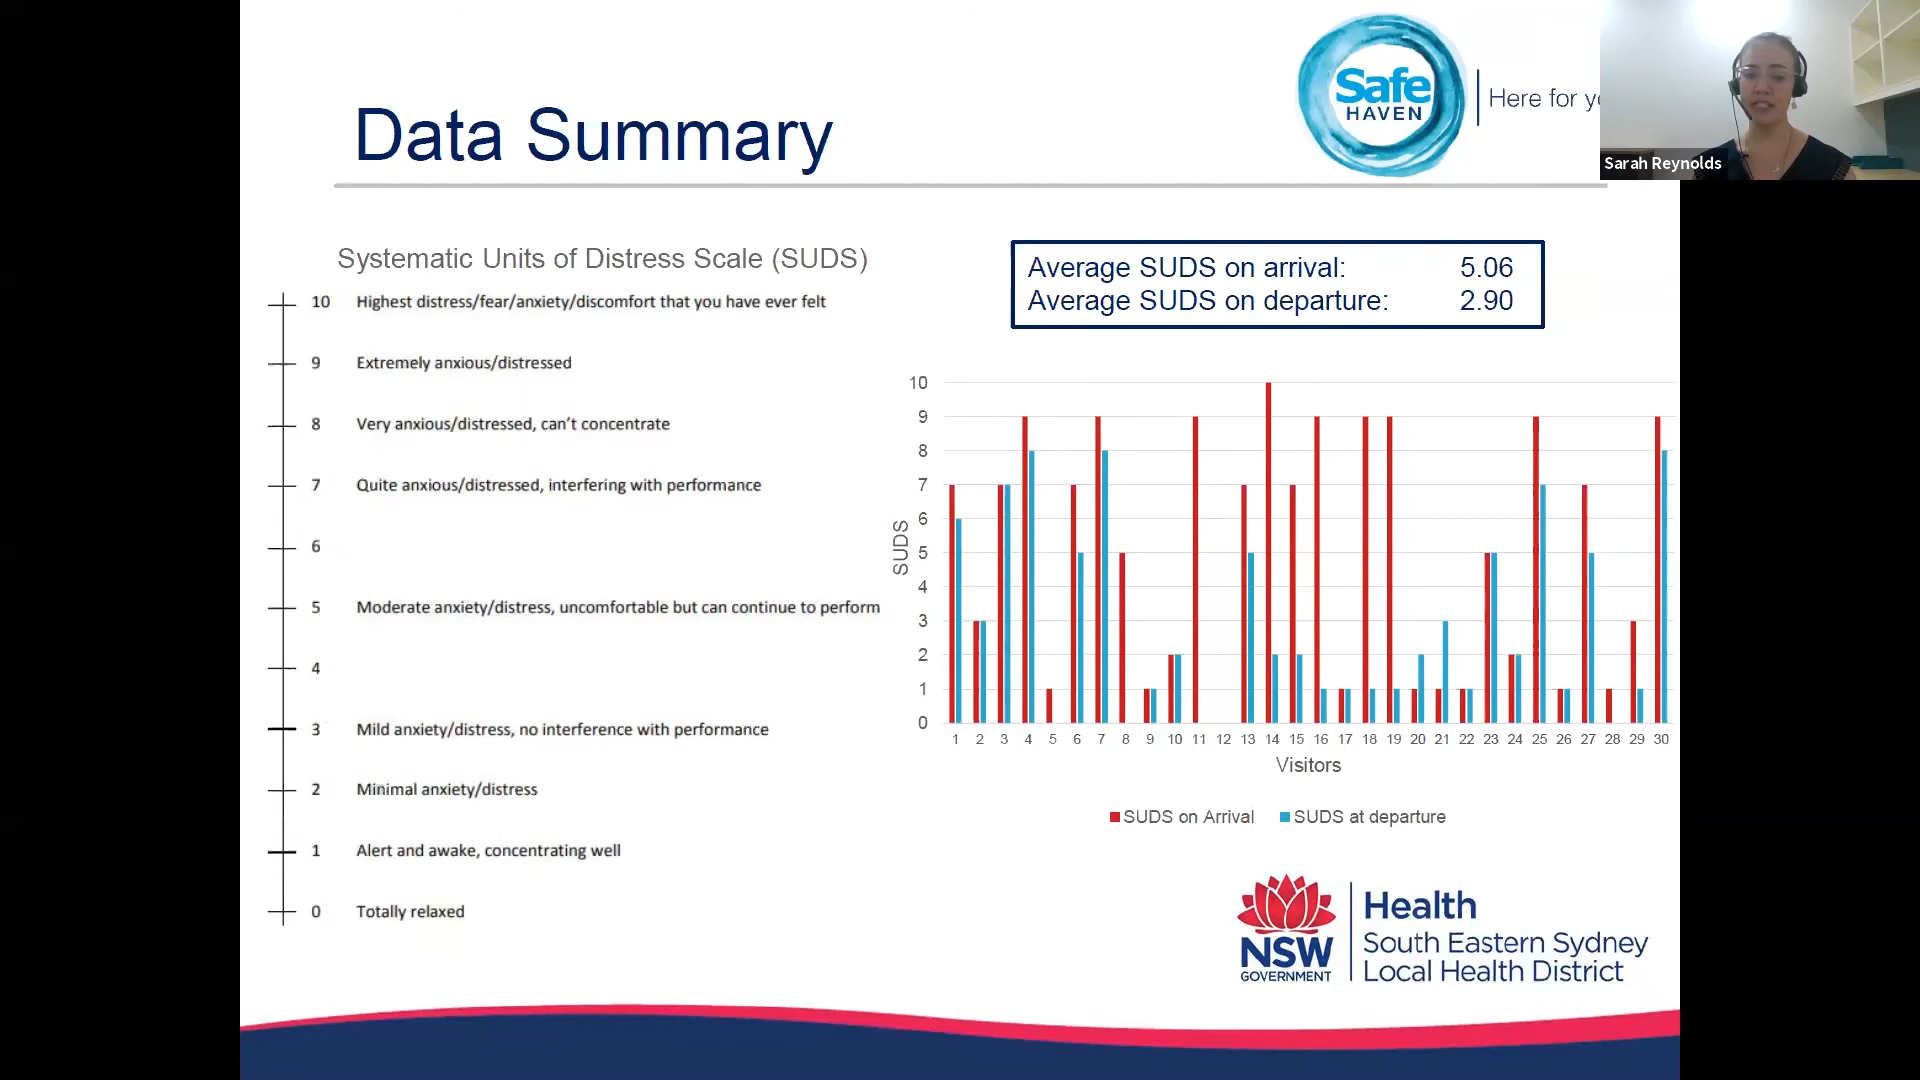 Safe
HAVEN
Here for
Sarah Reynolds
Data Summary
Systematic Units of Distress Scale (SUDS)
10 Highest distress/fear/anxiety/discomfort that you have ever felt
9 Extremely anxious/distressed
8 Very anxious/distressed, can't concentrate
7 Quite anxious/distressed, interfering with performance
6
5 Moderate anxiety/distress, uncomfortable but can continue to perform
4
3 Mild anxiety/distress, no interference with performance
2 Minimal anxiety/distress
1 Alert and awake, concentrating well
0 Totally relaxed
Average SUDS on arrival: 5.06
Average SUDS on departure: 2.90
10
9
8
7
6
5
4
3
2
1
0
SUDS
1 2 3 4 5 6 7 8 9 10 11 12 13 14 15 16 17 18 19 20 21 22 23 24 25 26 27 28 29 30
Visitors
SUDS on Arrival SUDS at departure
NSW
GOVERNMENT
Health
South Eastern Sydney
Local Health District